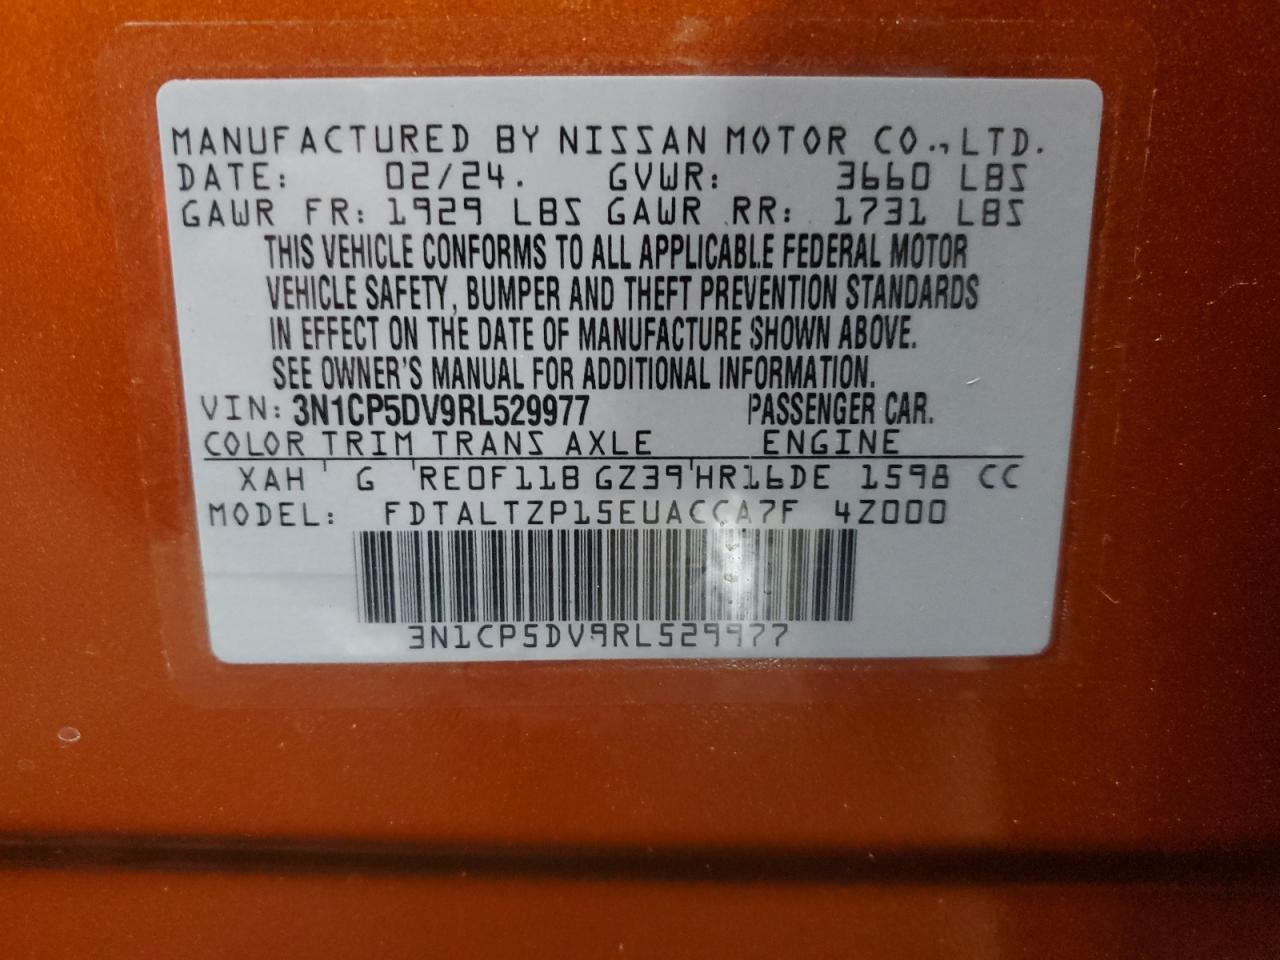 MANUFACTURED BY NISSAN MOTOR CO.,LTD.
DATE: 02/24. GVWR: 3660 LBS
GAWR FR: 1929 LBS GAWR RR: 1731 LBS
THIS VEHICLE CONFORMS TO ALL APPLICABLE FEDERAL MOTOR
VEHICLE SAFETY, BUMPER AND THEFT PREVENTION STANDARDS
IN EFFECT ON THE DATE OF MANUFACTURE SHOWN ABOVE.
SEE OWNER'S MANUAL FOR ADDITIONAL INFORMATION.
VIN: 3N1CP5DV9RL529977 PASSENGER CAR.
COLOR TRIM TRANS AXLE ENGINE
XAH ' G 'RE0F11B GZ39'HR16DE 1598 CC
MODEL: FDTALTZP15EUACCA7F 4Z000
3N1CP5DV9RL529977